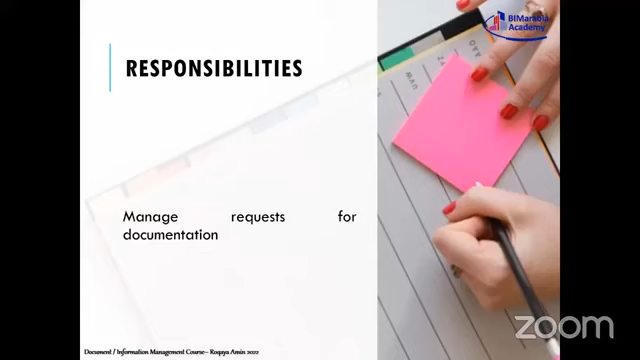 BIMarabia
Academy
RESPONSIBILITIES
Manage requests for
documentation
Document / Information Management Course– Roqaya Amin 2022
zoom